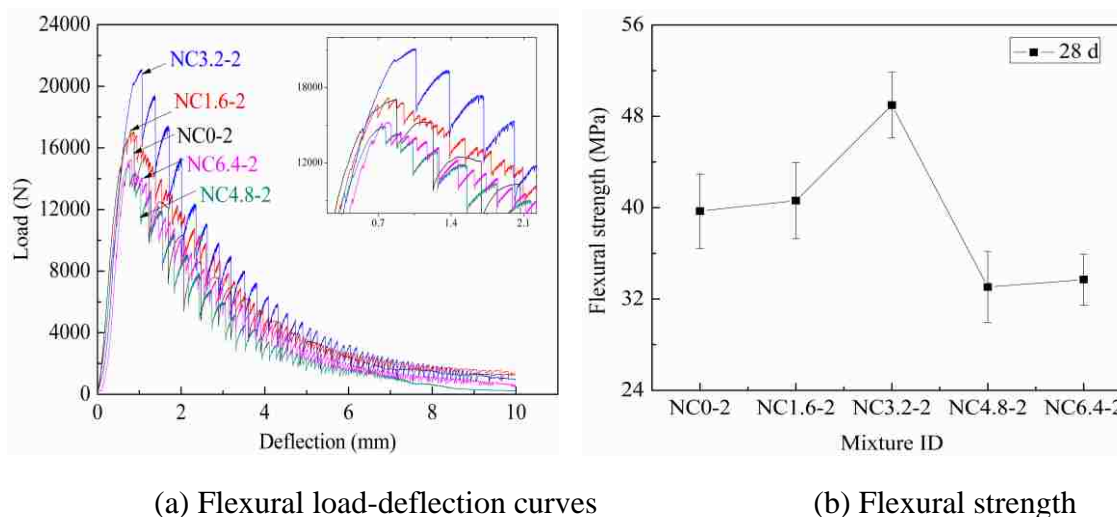 24000
20000
16000
12000
8000
4000
0
Load (N)
NC3.2-2
NC1.6-2
NC0-2
NC6.4-2
NC4.8-2
18000
12000
0.7
1.4
2.1
0
2
4
6
8
10
Deflection (mm)
56
48
40
32
24
Flexural strength (MPa)
28 d
NC0-2
NC1.6-2
NC3.2-2
NC4.8-2
NC6.4-2
Mixture ID
(a) Flexural load-deflection curves
(b) Flexural strength